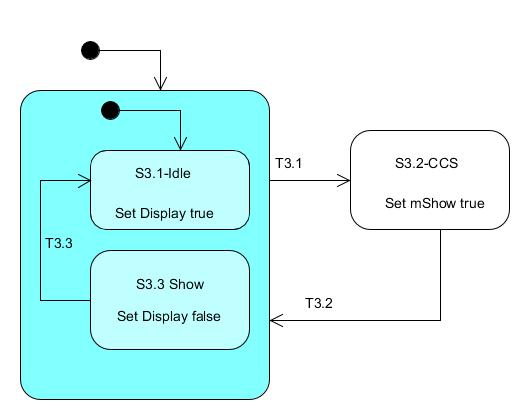 S3.1-Idle
Set Display true
T3.1
S3.2-CCS
Set mShow true
T3.3
S3.3 Show
Set Display false
T3.2